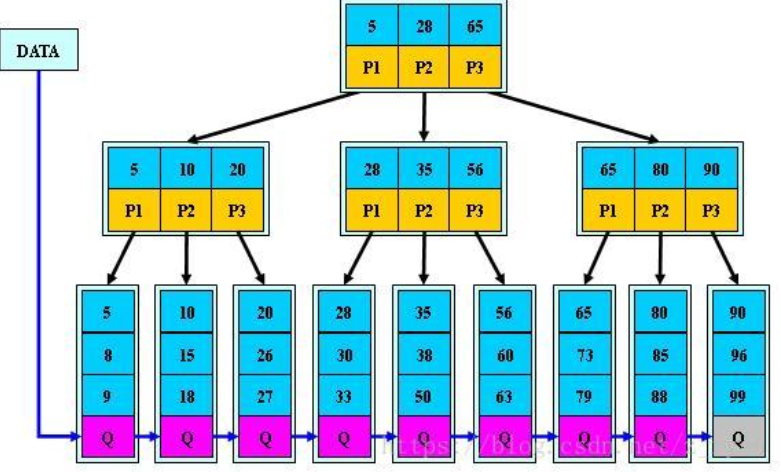 5 28 65
DATA
P1 P2 P3
5 10 20 28 35 56 65 80 90
P1 P2 P3 P1 P2 P3 P1 P2 P3
5 10 20 28 35 56 65 80 90
8 15 26 30 38 60 73 85 96
9 18 27 33 50 63 79 88 99
Q Q Q Q Q Q Q Q Q
https://blog.csdn.net/